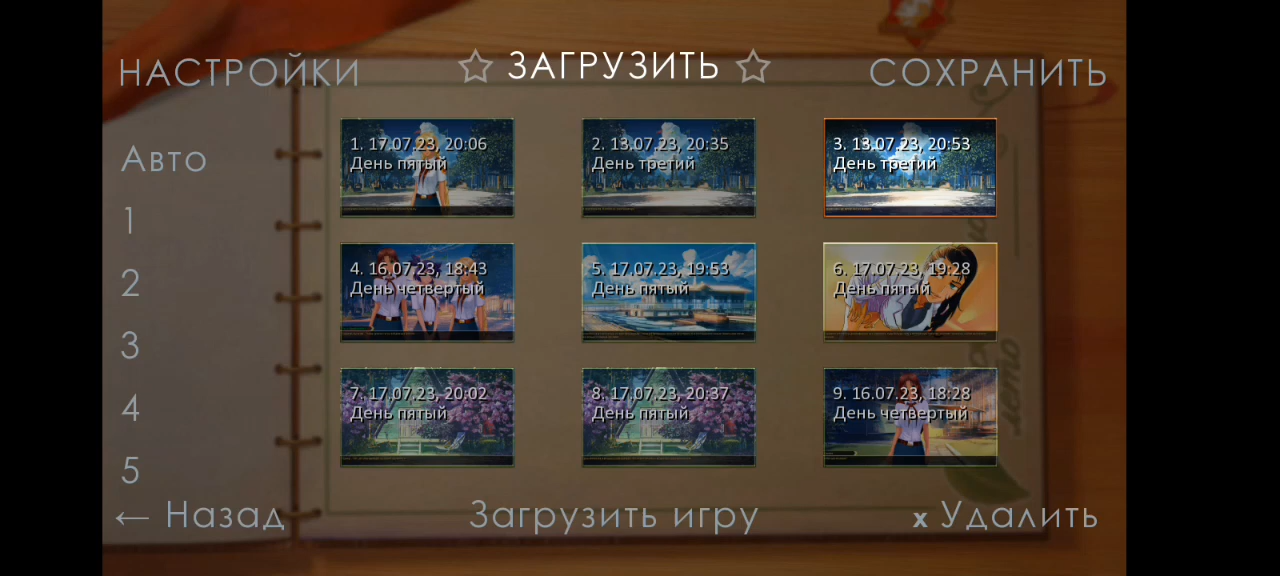 НАСТРОЙКИ
ЗАГРУЗИТЬ
СОХРАНИТЬ
Авто
1
2
3
4
5
1. 17.07.23, 20:06
День пятый
2. 13.07.23, 20:35
День третий
3. 13.07.23, 20:53
День третий
4. 16.07.23, 18:43
День четвертый
5. 17.07.23, 19:53
День пятый
6. 17.07.23, 19:28
День пятый
7. 17.07.23, 20:02
День пятый
8. 17.07.23, 20:37
День пятый
9. 16.07.23, 18:28
День четвертый
лето
← Назад
Загрузить игру
x Удалить